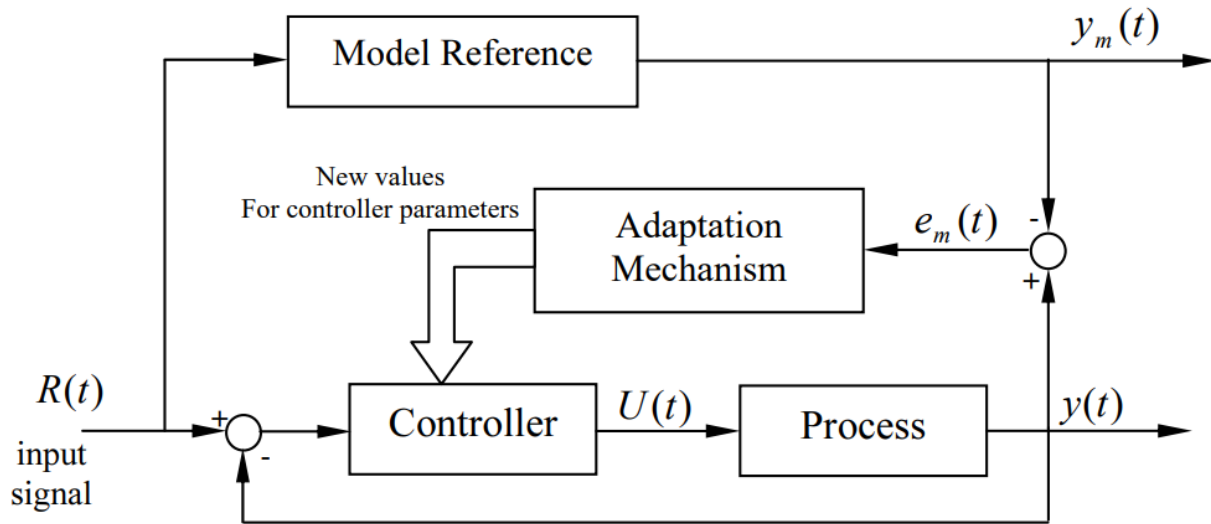 Model Reference
y_m(t)
New values
For controller parameters
Adaptation
Mechanism
e_m(t)
-
+
R(t)
input
signal
+
-
Controller
U(t)
Process
y(t)